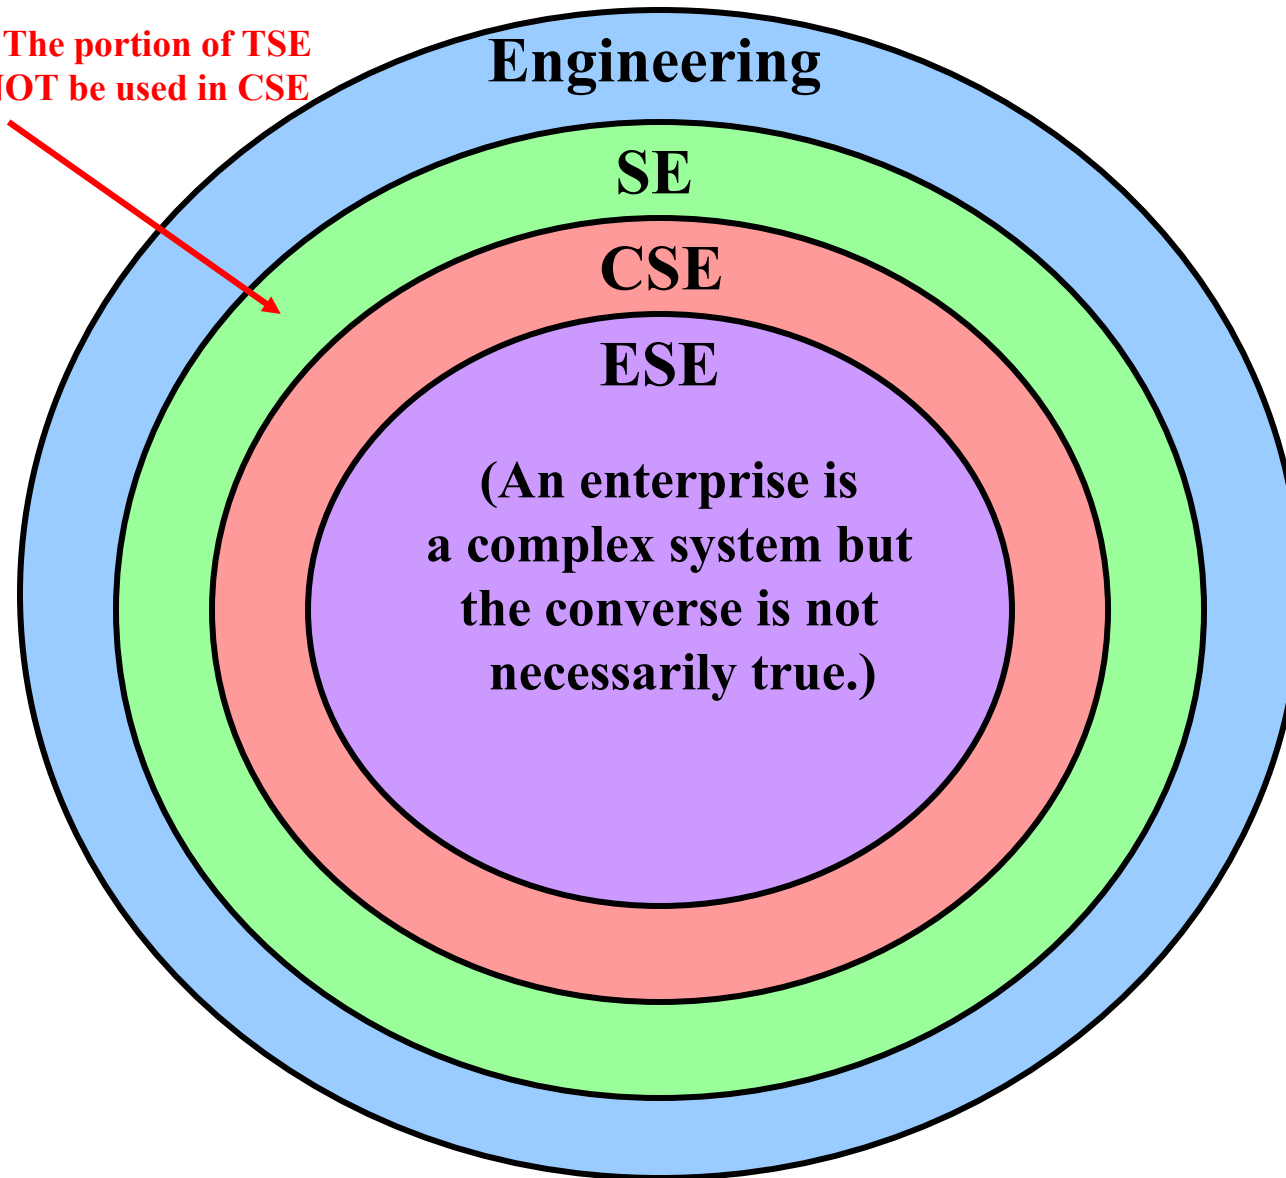 The portion of TSE
NOT be used in CSE
Engineering
SE
CSE
ESE
(An enterprise is
a complex system but
the converse is not
necessarily true.)